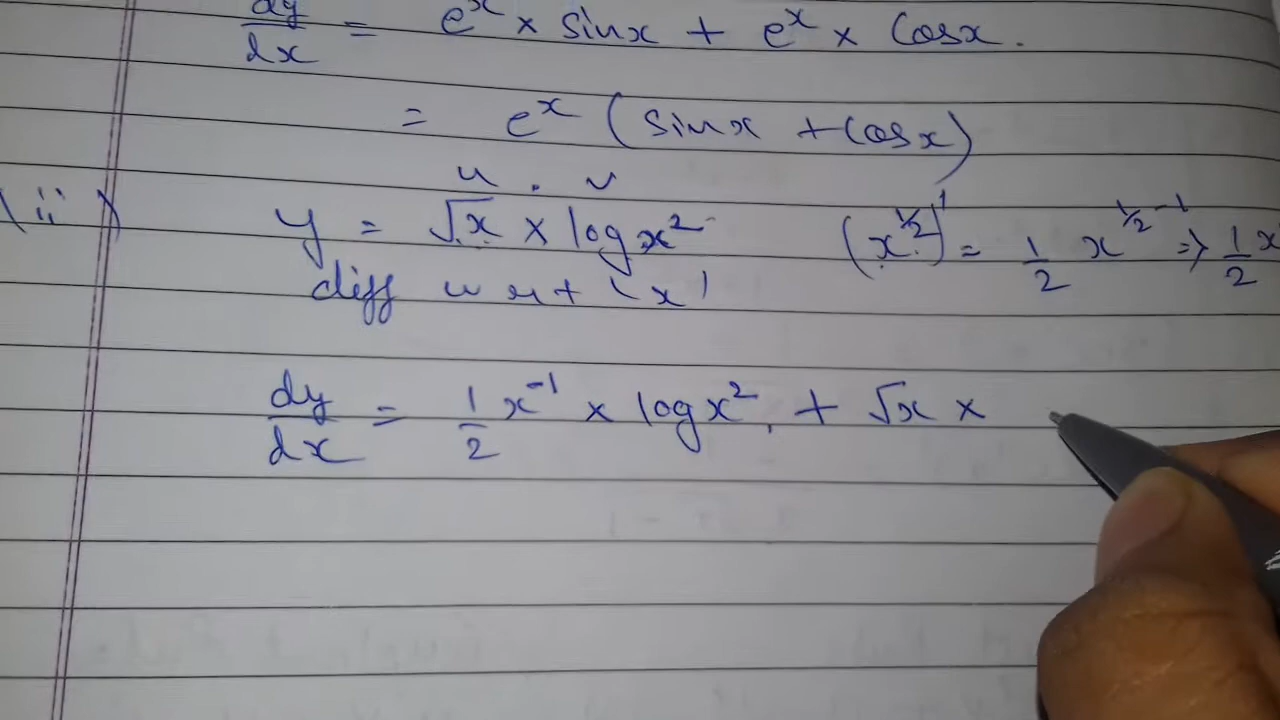 dy/dx = e^x × sinx + e^x × Cosx.
= e^x (sinx + Cosx)
u . v
(ii) y = √x × log x² (x^1/2)' = 1/2 x^1/2-1 => 1/2 x
diff w r t 'x'
dy/dx = 1/2 x^-1 × log x² + √x ×